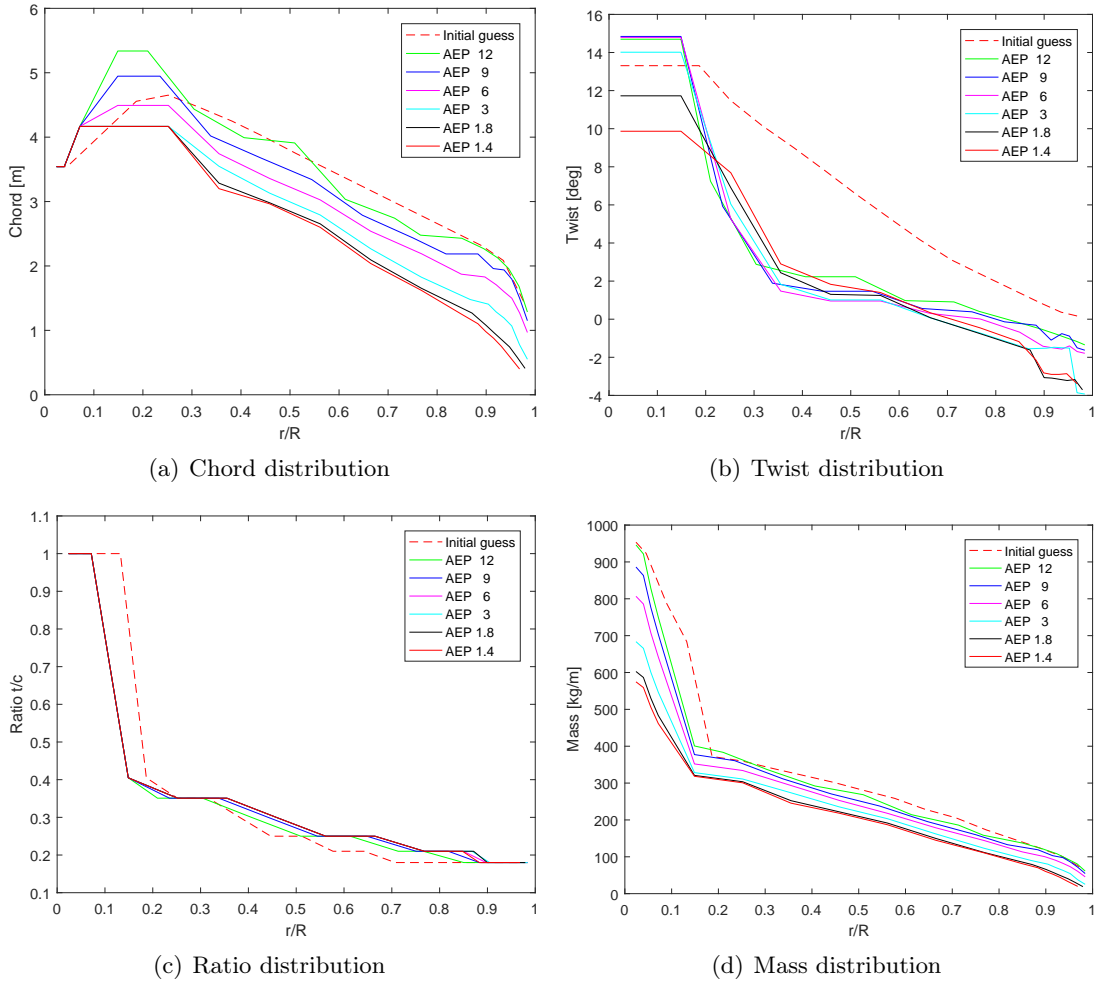 6
5
4
3
2
1
0
Chord [m]
0 0.1 0.2 0.3 0.4 0.5 0.6 0.7 0.8 0.9 1
r/R
Initial guess
AEP 12
AEP 9
AEP 6
AEP 3
AEP 1.8
AEP 1.4
(a) Chord distribution
16
14
12
10
8
6
4
2
0
-2
-4
Twist [deg]
0 0.1 0.2 0.3 0.4 0.5 0.6 0.7 0.8 0.9 1
r/R
Initial guess
AEP 12
AEP 9
AEP 6
AEP 3
AEP 1.8
AEP 1.4
(b) Twist distribution
1.1
1
0.9
0.8
0.7
0.6
0.5
0.4
0.3
0.2
0.1
Ratio t/c
0 0.1 0.2 0.3 0.4 0.5 0.6 0.7 0.8 0.9 1
r/R
Initial guess
AEP 12
AEP 9
AEP 6
AEP 3
AEP 1.8
AEP 1.4
(c) Ratio distribution
1000
900
800
700
600
500
400
300
200
100
0
Mass [kg/m]
0 0.1 0.2 0.3 0.4 0.5 0.6 0.7 0.8 0.9 1
r/R
Initial guess
AEP 12
AEP 9
AEP 6
AEP 3
AEP 1.8
AEP 1.4
(d) Mass distribution